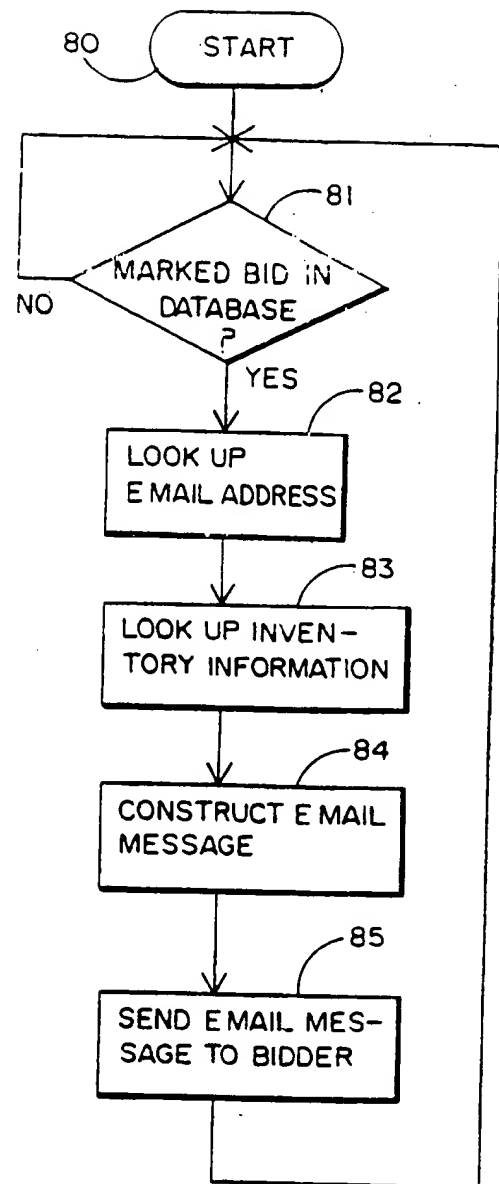 80
START
81
MARKED BID IN
DATABASE
?
NO
YES
82
LOOK UP
E MAIL ADDRESS
83
LOOK UP INVEN-
TORY INFORMATION
84
CONSTRUCT E MAIL
MESSAGE
85
SEND E MAIL MES-
SAGE TO BIDDER